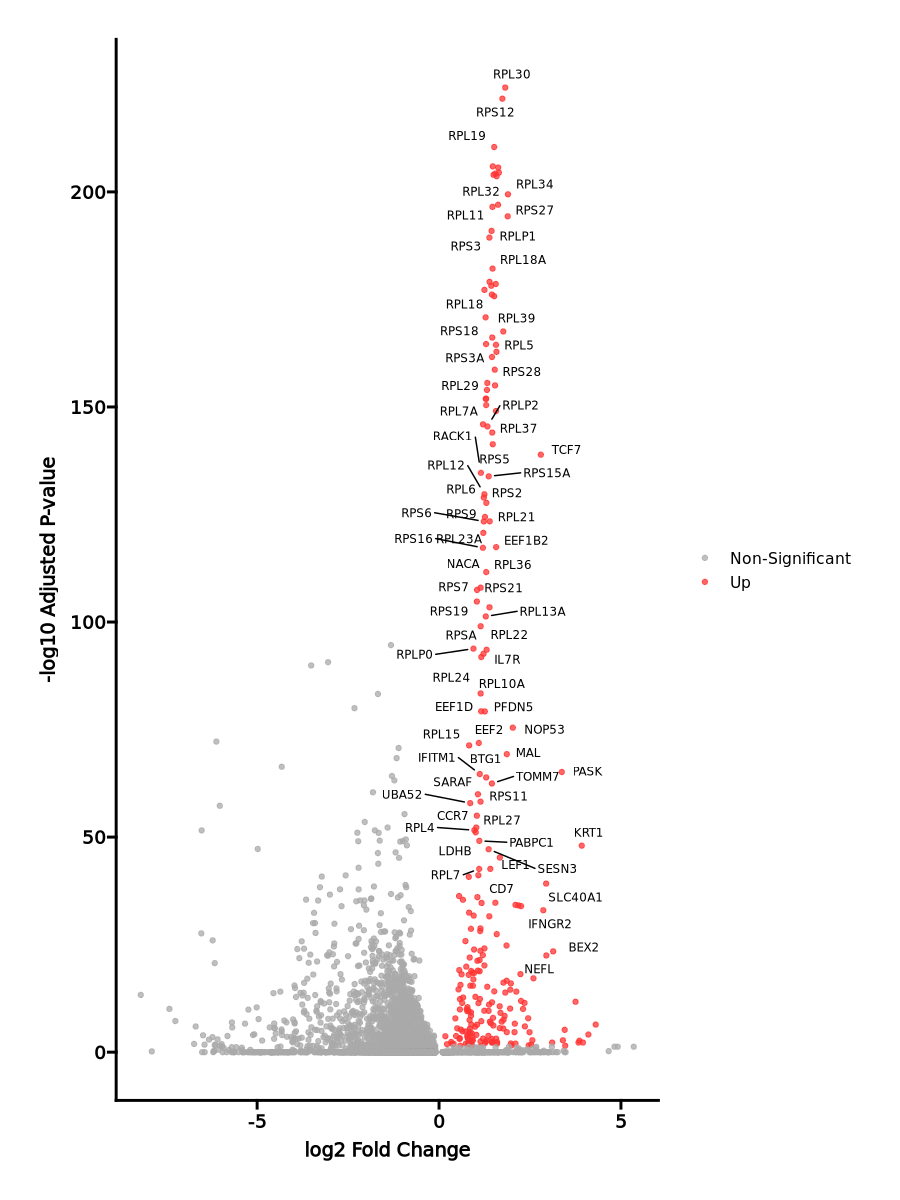 RPL30
RPS12
RPL19
RPL34
RPL32
RPS27
RPL11
RPLP1
RPS3
RPL18A
RPL18
RPL39
RPS18
RPL5
RPS3A
RPS28
RPL29
RPLP2
RPL7A
RPL37
RACK1
TCF7
RPS5
RPL12
RPS15A
RPL6
RPS2
RPS6
RPS9
RPL21
RPS16
RPL23A
EEF1B2
NACA
RPL36
RPS7
RPS21
RPS19
RPL13A
RPSA
RPL22
RPLP0
IL7R
RPL24
RPL10A
EEF1D
PFDN5
RPL15
EEF2
NOP53
IFITM1
BTG1
MAL
SARAF
TOMM7
PASK
UBA52
RPS11
CCR7
RPL27
RPL4
KRT1
PABPC1
LDHB
LEF1
SESN3
RPL7
CD7
SLC40A1
IFNGR2
BEX2
NEFL
200
150
100
50
0
-5
0
5
log2 Fold Change
-log10 Adjusted P-value
Non-Significant
Up